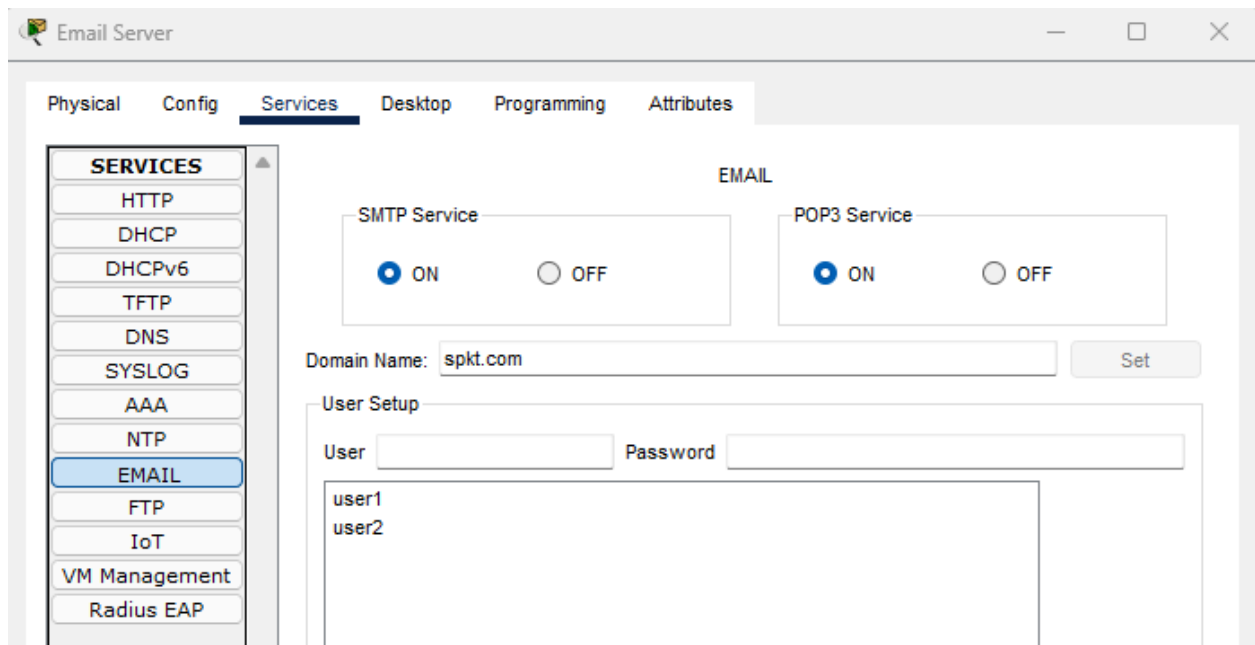 Email Server
Physical Config Services Desktop Programming Attributes
SERVICES
HTTP
DHCP
DHCPv6
TFTP
DNS
SYSLOG
AAA
NTP
EMAIL
FTP
IoT
VM Management
Radius EAP
EMAIL
SMTP Service
ON OFF
POP3 Service
ON OFF
Domain Name: spkt.com Set
User Setup
User Password
user1
user2